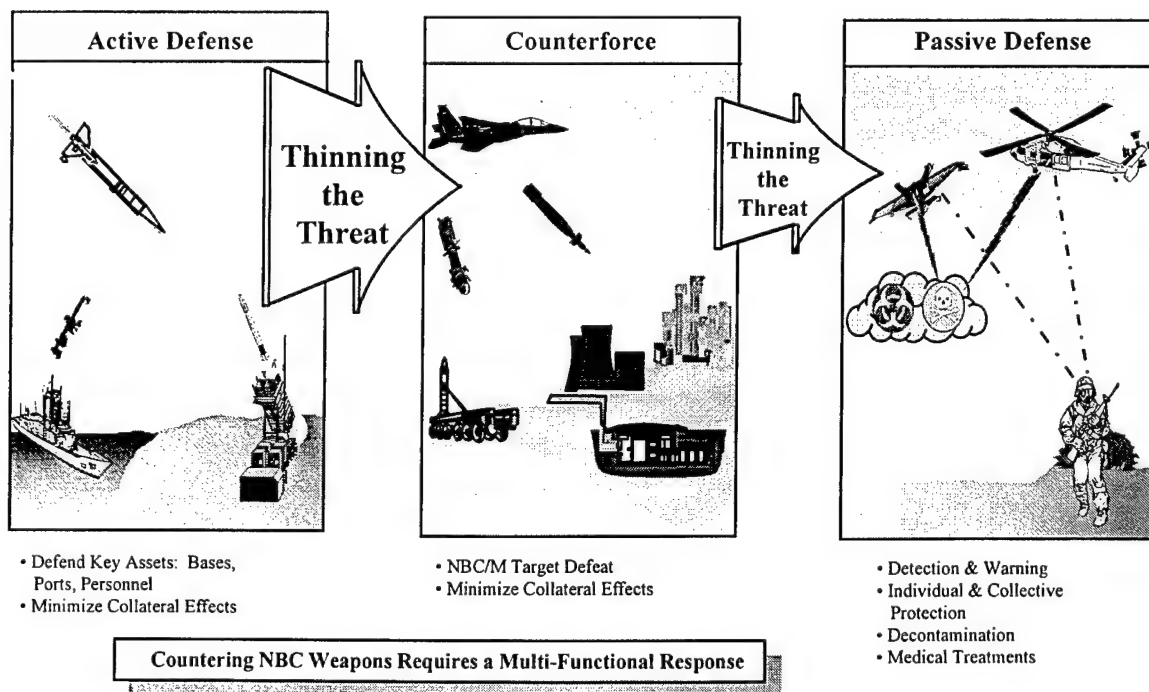 Active Defense
Thinning
the
Threat
• Defend Key Assets: Bases,
Ports, Personnel
• Minimize Collateral Effects
Counterforce
Thinning
the
Threat
• NBC/M Target Defeat
• Minimize Collateral Effects
Passive Defense
• Detection & Warning
• Individual & Collective
Protection
• Decontamination
• Medical Treatments
Countering NBC Weapons Requires a Multi-Functional Response